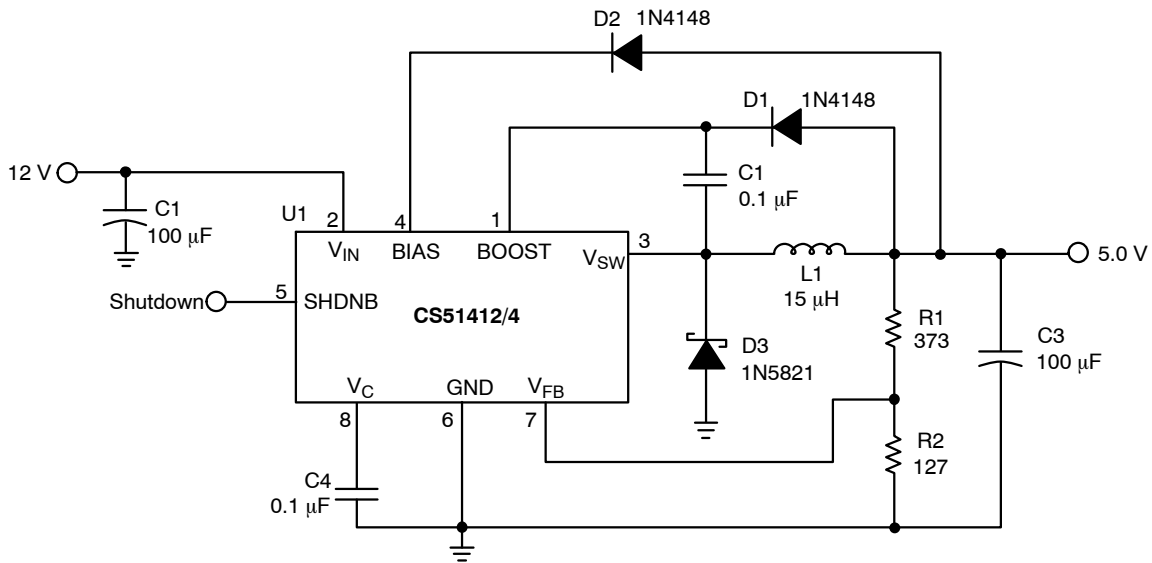 D2 1N4148
D1 1N4148
12 V
C1
100 μF
C1
0.1 μF
U1
2
4
1
3
V_IN
BIAS
BOOST
V_SW
5.0 V
L1
15 μH
Shutdown
5
SHDNB
CS51412/4
R1
373
C3
100 μF
D3
1N5821
V_C
GND
V_FB
8
6
7
R2
127
C4
0.1 μF